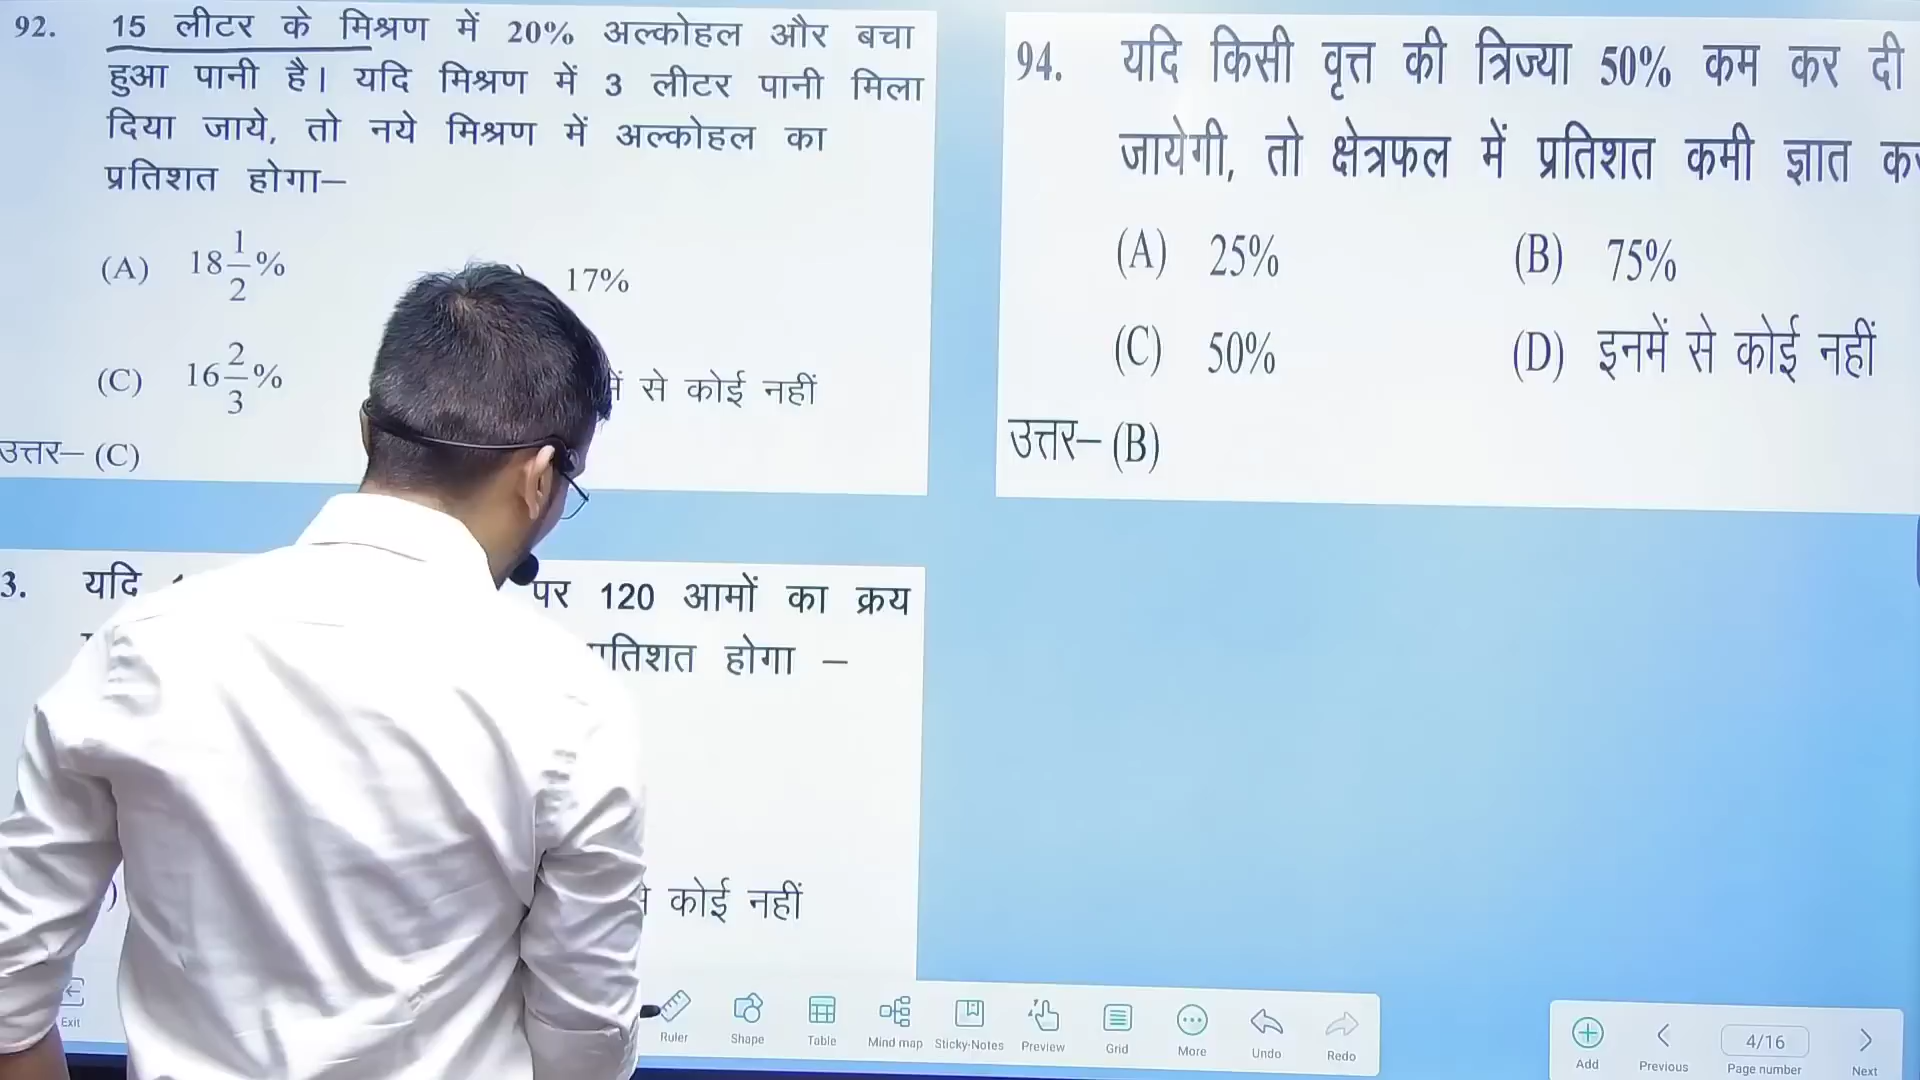 92. 15 लीटर के मिश्रण में 20% अल्कोहल और बचा
हुआ पानी है। यदि मिश्रण में 3 लीटर पानी मिला
दिया जाये, तो नये मिश्रण में अल्कोहल का
प्रतिशत होगा–
(A) 18 1/2% 17%
(C) 16 2/3% से कोई नहीं
उत्तर– (C)
3. यदि पर 120 आमों का क्रय
होगा –
कोई नहीं
94. यदि किसी वृत्त की त्रिज्या 50% कम कर दी
जायेगी, तो क्षेत्रफल में प्रतिशत कमी ज्ञात
(A) 25% (B) 75%
(C) 50% (D) इनमें से कोई नहीं
उत्तर– (B)
Exit Ruler Shape Table Mind map Sticky-Notes Preview Grid More Undo Redo
Add Previous 4/16 Page number Next